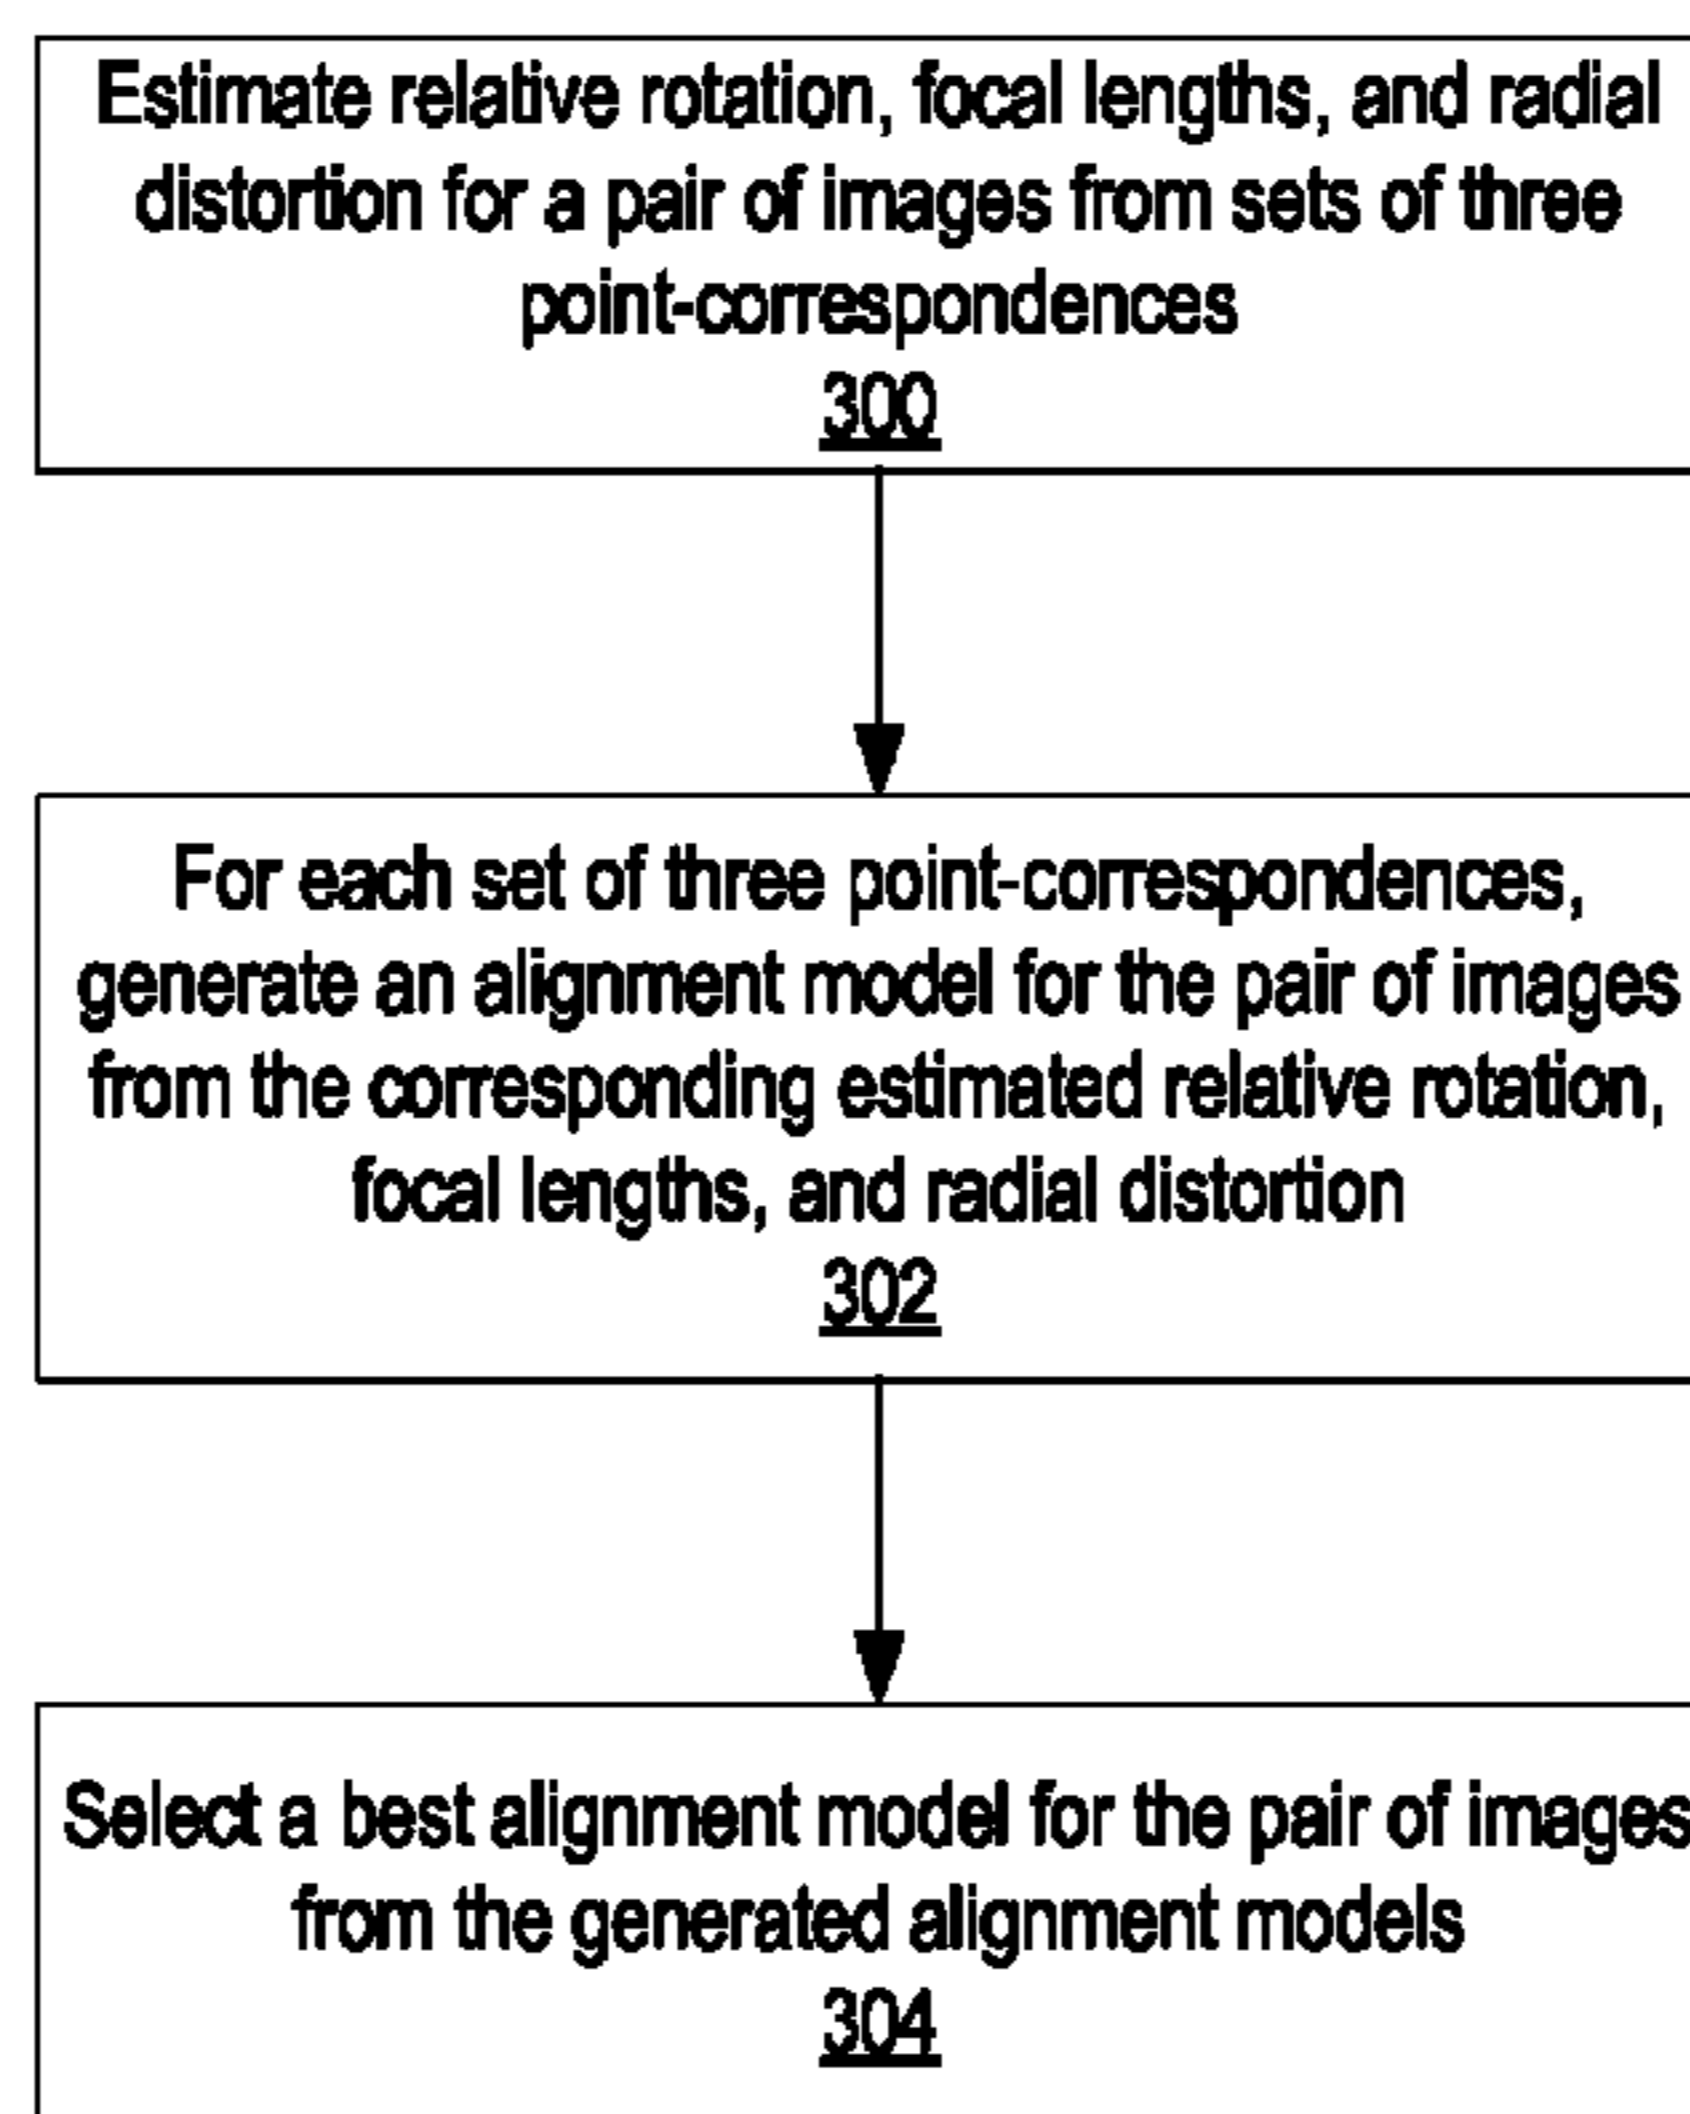 Estimate relative rotation, focal lengths, and radial
distortion for a pair of images from sets of three
point-correspondences
300
For each set of three point-correspondences,
generate an alignment model for the pair of images
from the corresponding estimated relative rotation,
focal lengths, and radial distortion
302
Select a best alignment model for the pair of images
from the generated alignment models
304